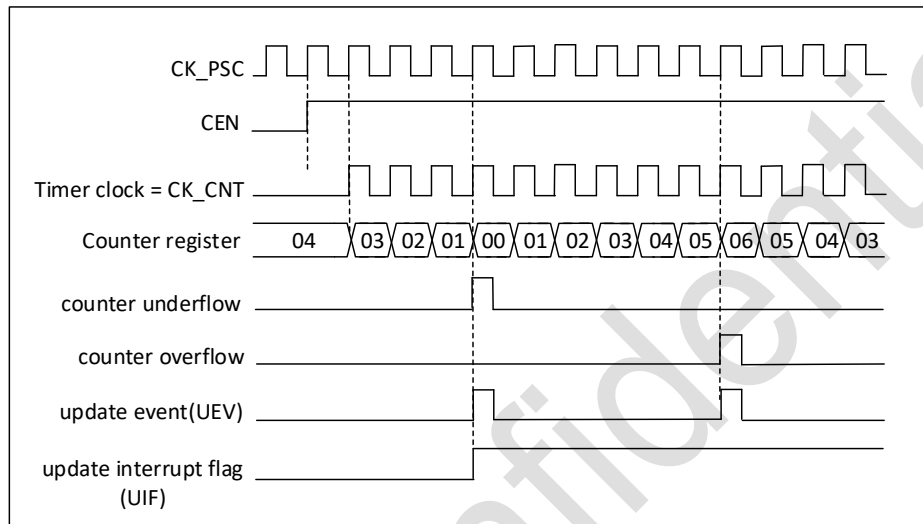 CK_PSC
CEN
Timer clock = CK_CNT
Counter register 04 03 02 01 00 01 02 03 04 05 06 05 04 03
counter underflow
counter overflow
update event(UEV)
update interrupt flag
(UIF)